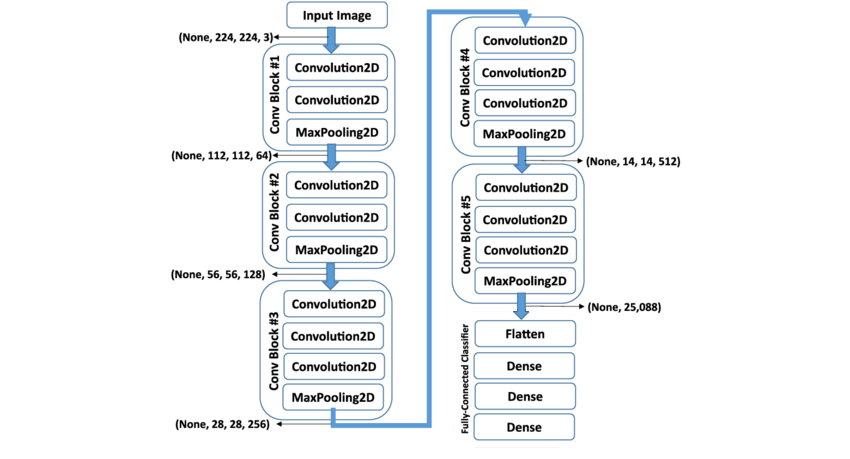 Input Image
(None, 224, 224, 3)
Conv Block #1
Convolution2D
Convolution2D
MaxPooling2D
(None, 112, 112, 64)
Conv Block #2
Convolution2D
Convolution2D
MaxPooling2D
(None, 56, 56, 128)
Conv Block #3
Convolution2D
Convolution2D
Convolution2D
MaxPooling2D
(None, 28, 28, 256)
Conv Block #4
Convolution2D
Convolution2D
Convolution2D
MaxPooling2D
(None, 14, 14, 512)
Conv Block #5
Convolution2D
Convolution2D
Convolution2D
MaxPooling2D
(None, 25,088)
Fully-Connected Classifier
Flatten
Dense
Dense
Dense